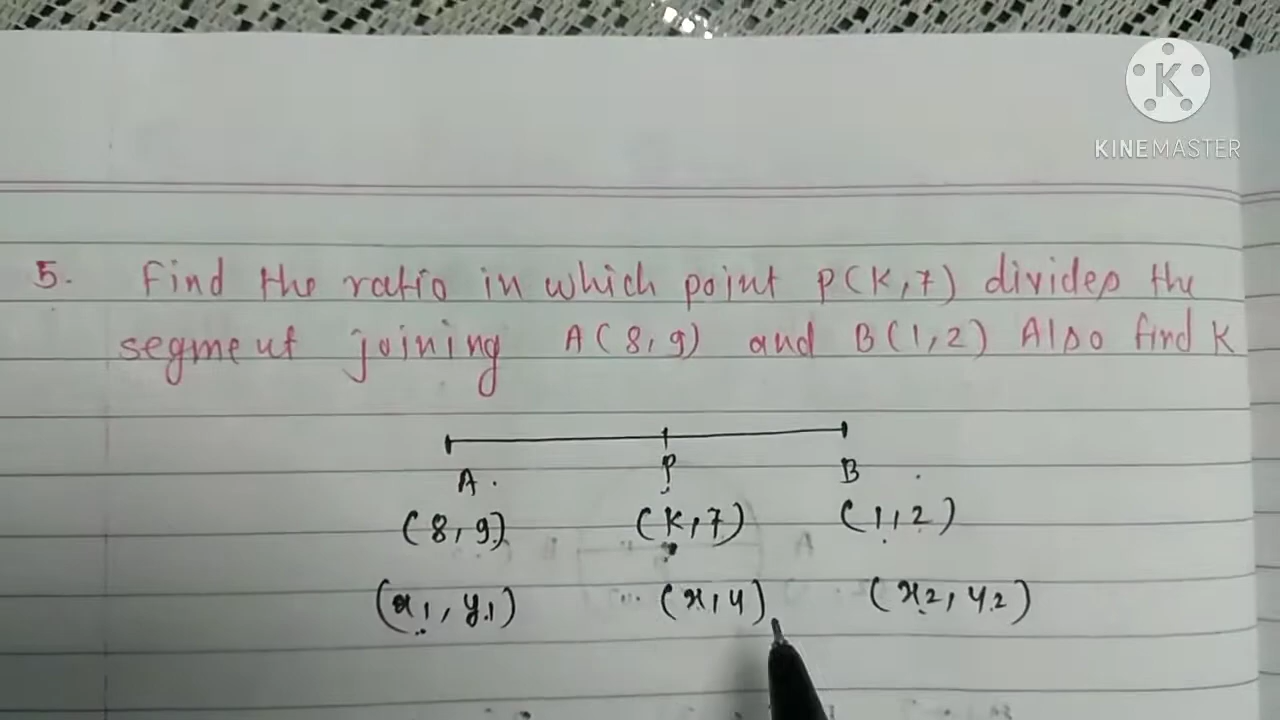 KINEMASTER
5. Find the ratio in which point P(K,7) divides the
segment joining A(8,9) and B(1,2) Also find K
A P B
(8,9) (K,7) (1,2)
(x1, y1) (x,y) (x2, y2)